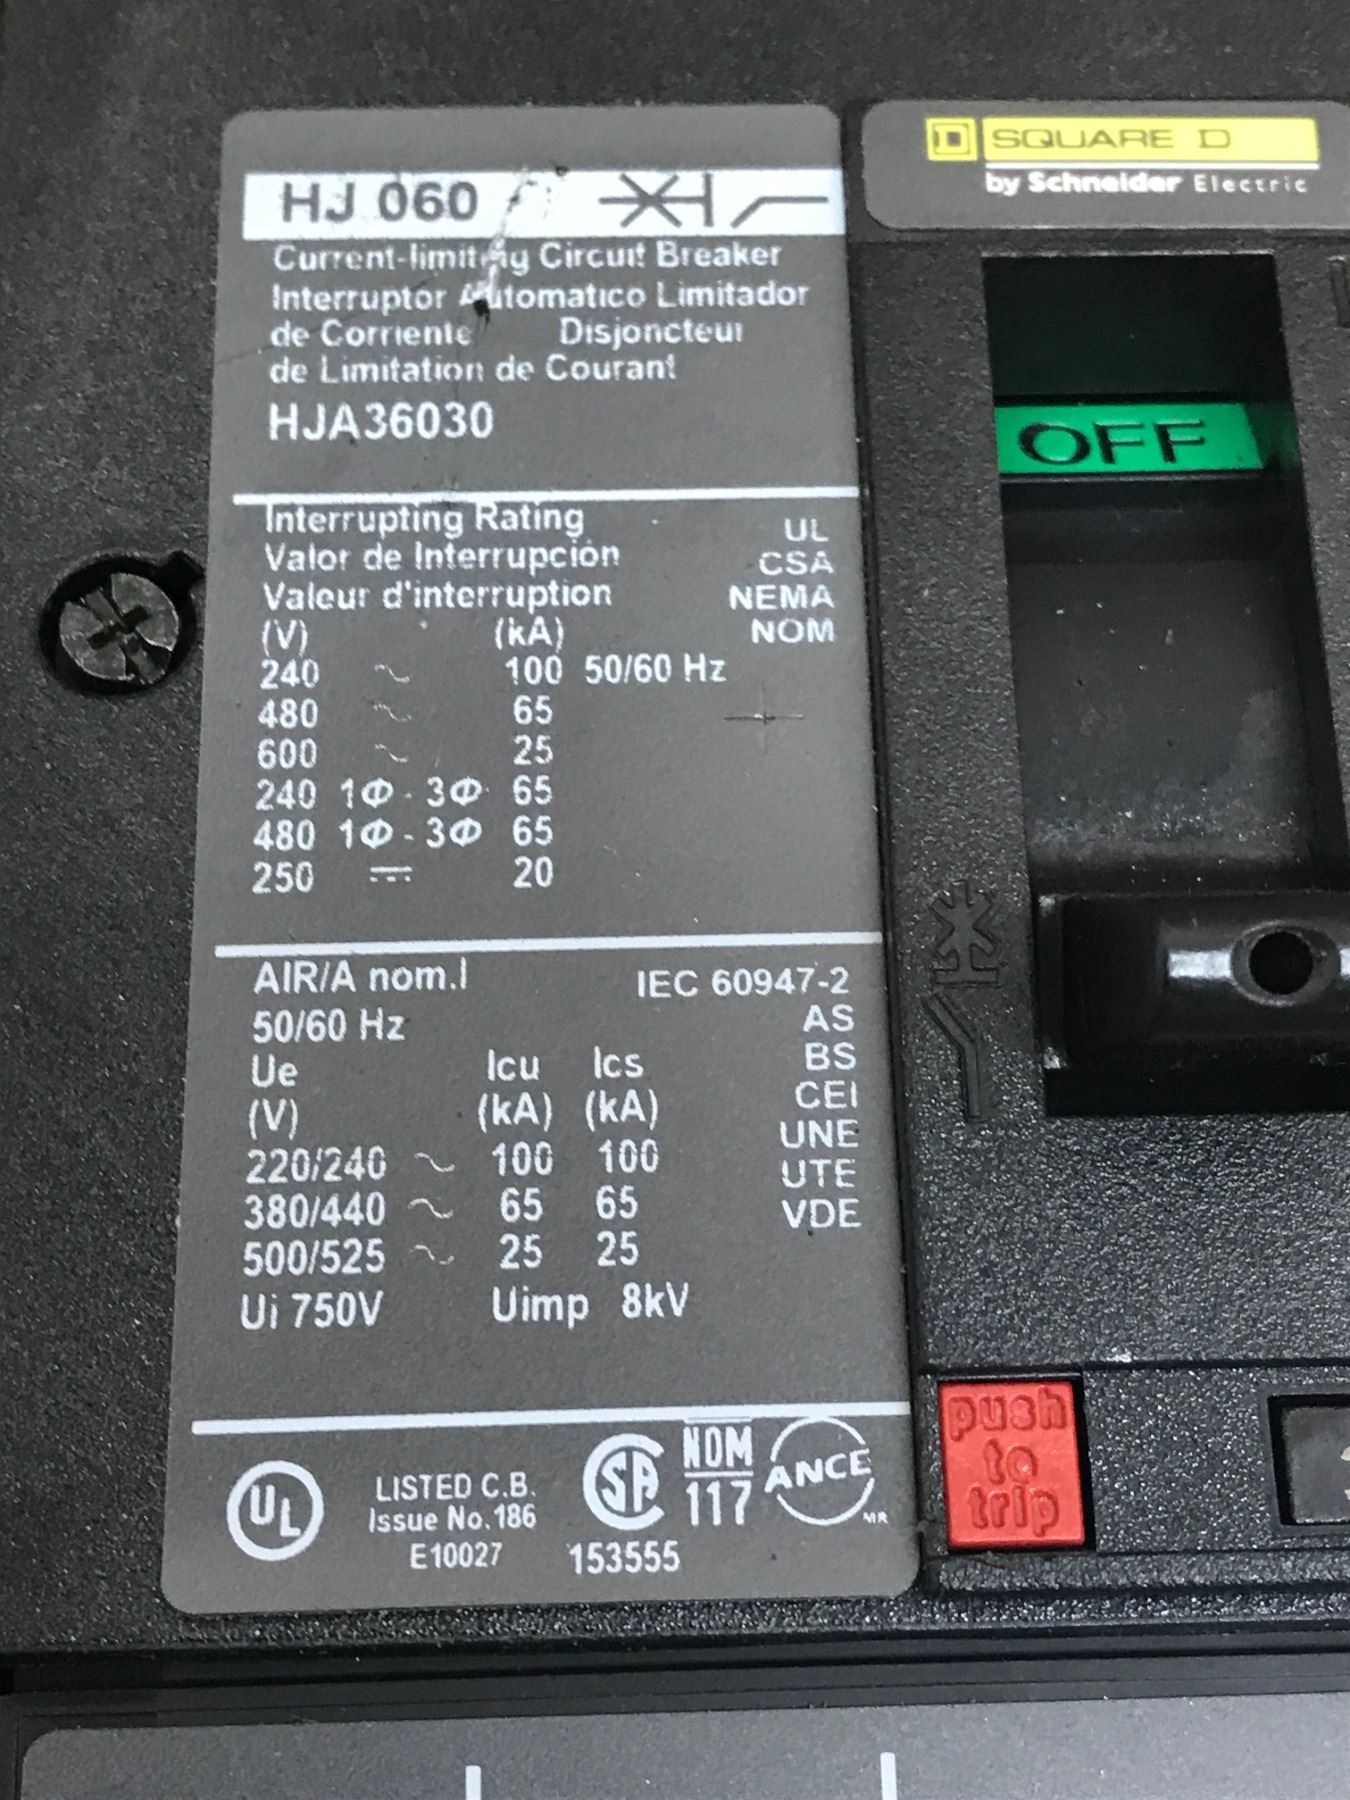 HJ 060
Current-limiting Circuit Breaker
Interruptor Automatico Limitador
de Corriente Disjoncteur
de Limitation de Courant
HJA36030
Interrupting Rating UL
Valor de Interrupción CSA
Valeur d'interruption NEMA
(V) (kA) NOM
240 ~ 100 50/60 Hz
480 ~ 65
600 ~ 25
240 1Φ - 3Φ 65
480 1Φ - 3Φ 65
250 ⎓ 20
AIR/A nom.I IEC 60947-2
50/60 Hz AS
Ue Icu Ics BS
(V) (kA) (kA) CEI
220/240 ~ 100 100 UNE
380/440 ~ 65 65 UTE
500/525 ~ 25 25 VDE
Ui 750V Uimp 8kV
UL
LISTED C.B.
Issue No.186
E10027
SA
153555
NOM
117
ANCE
MR
D SQUARE D
by Schneider Electric
OFF
push
to
trip